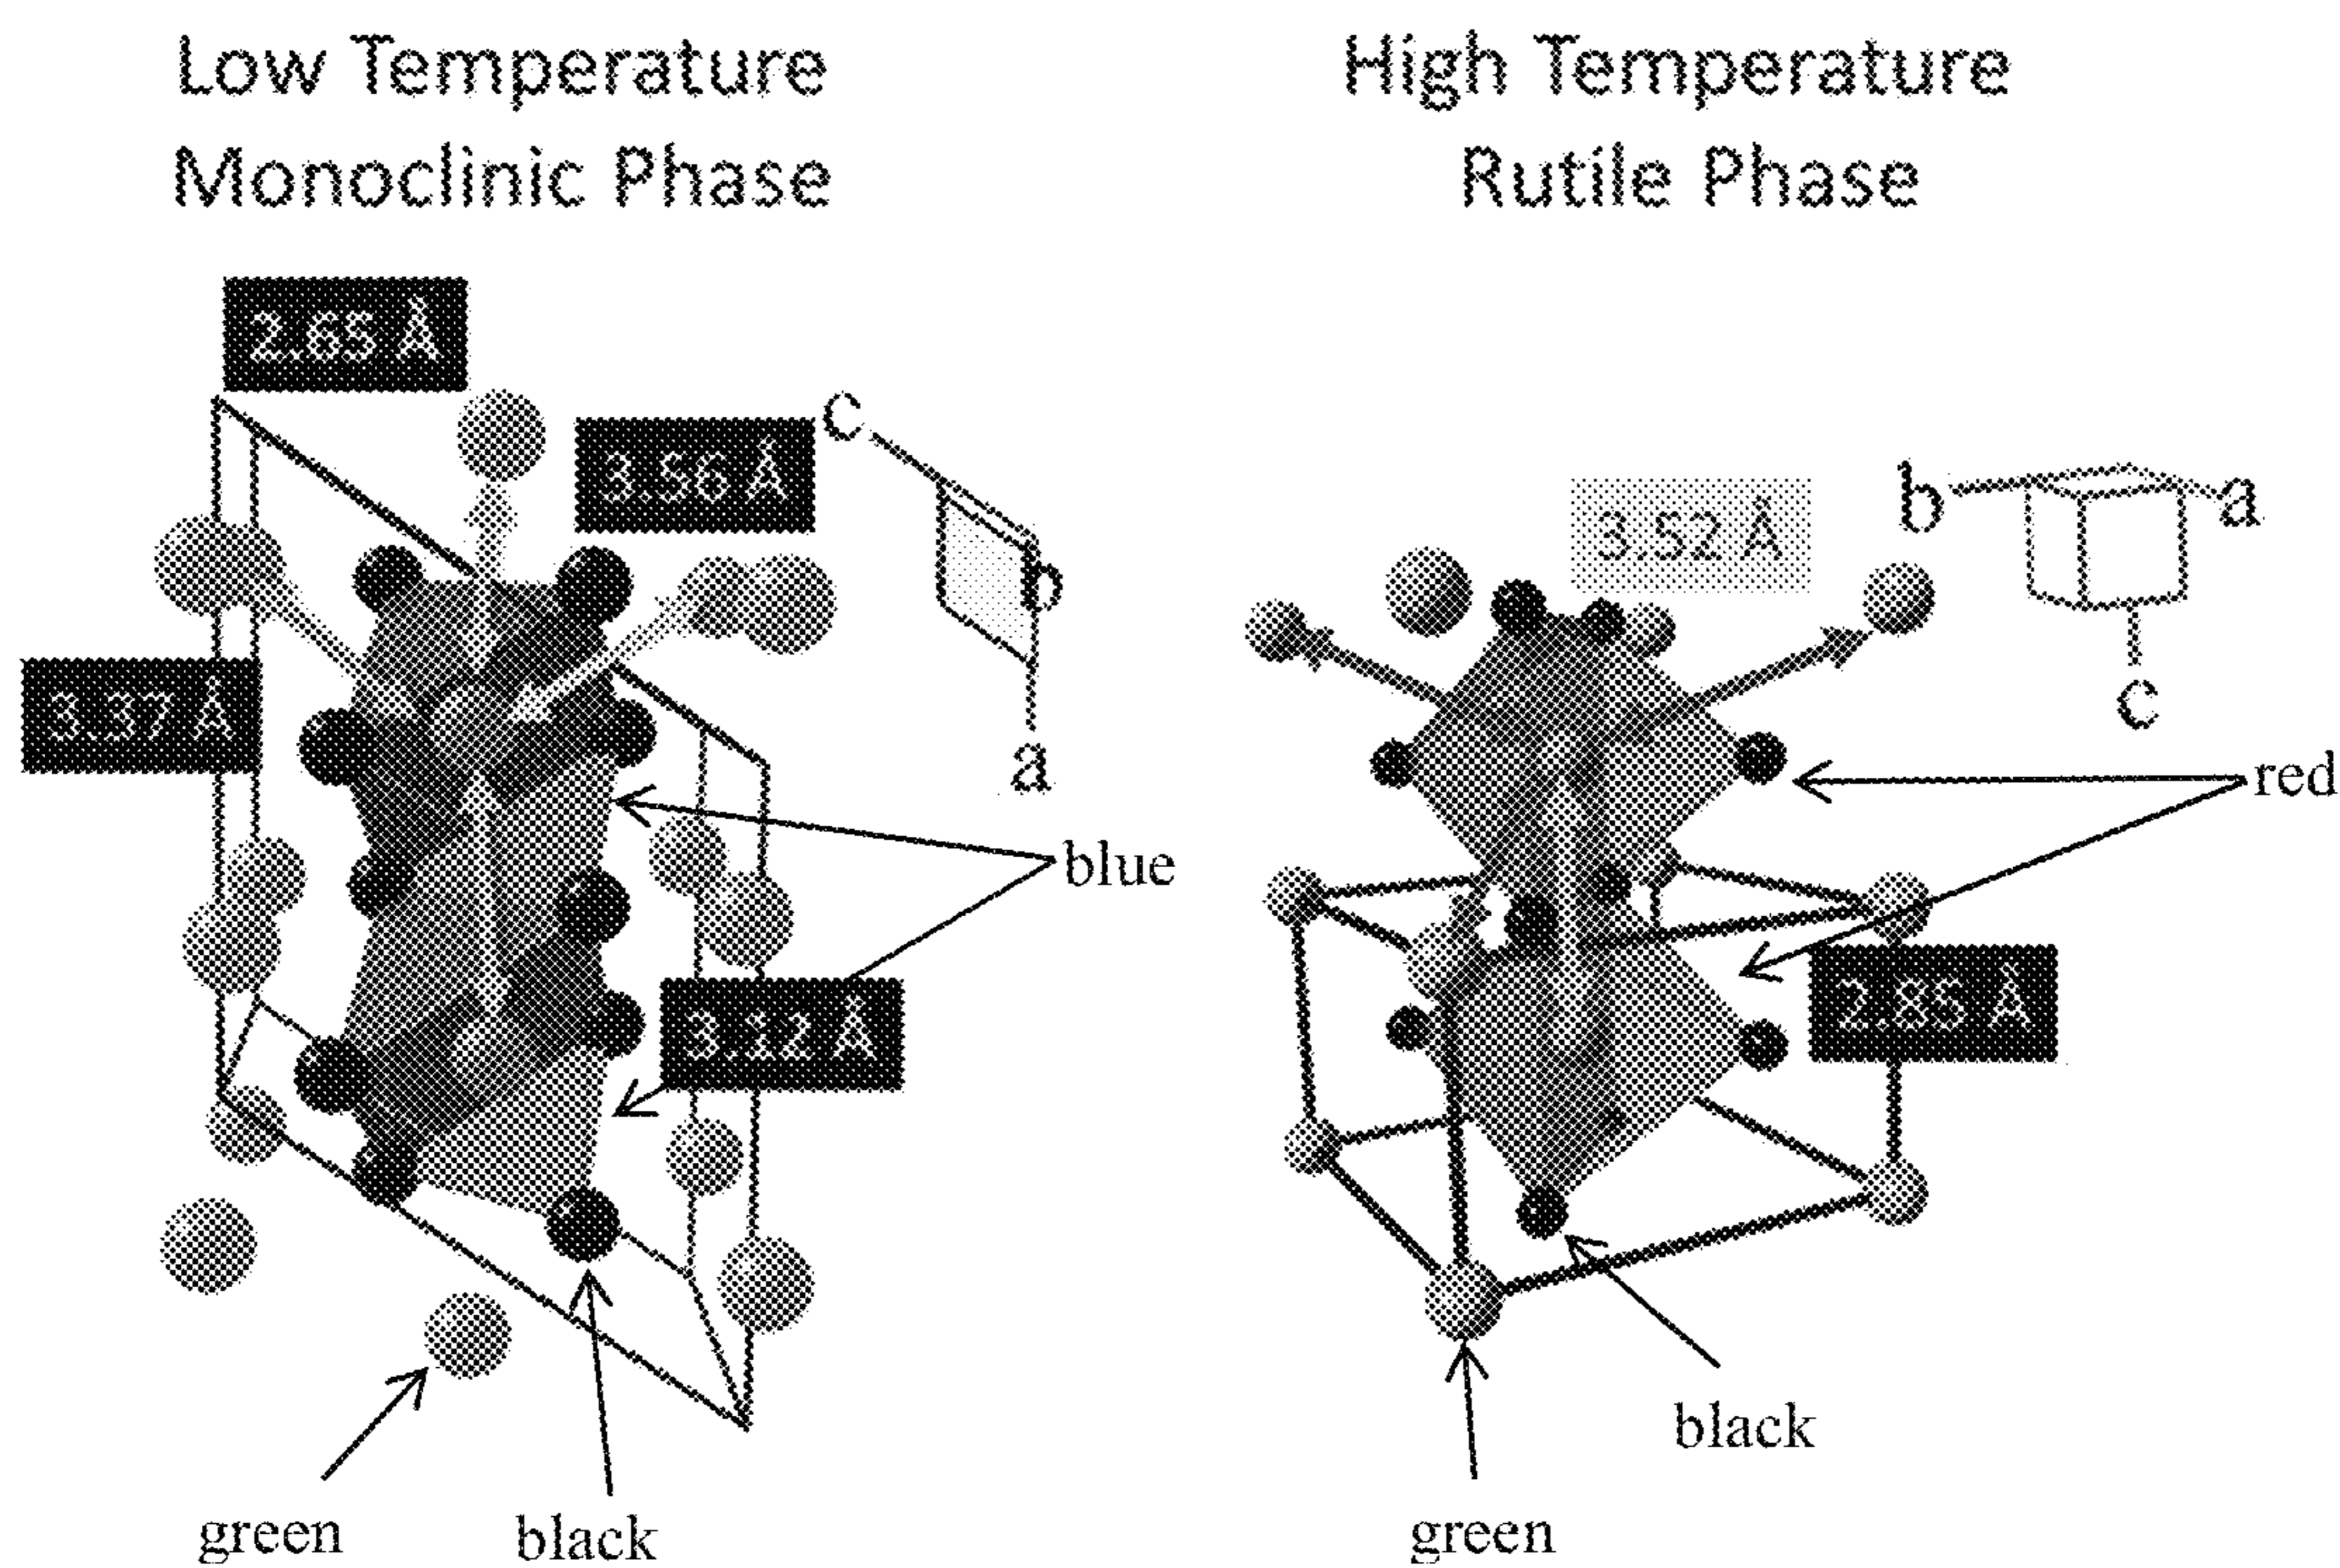 Low Temperature
Monoclinic Phase
High Temperature
Rutile Phase
2.65 Å
3.56 Å
c
b
a
3.37 Å
blue
3.12 Å
green
black
3.52 Å
b
a
c
red
2.85 Å
black
green